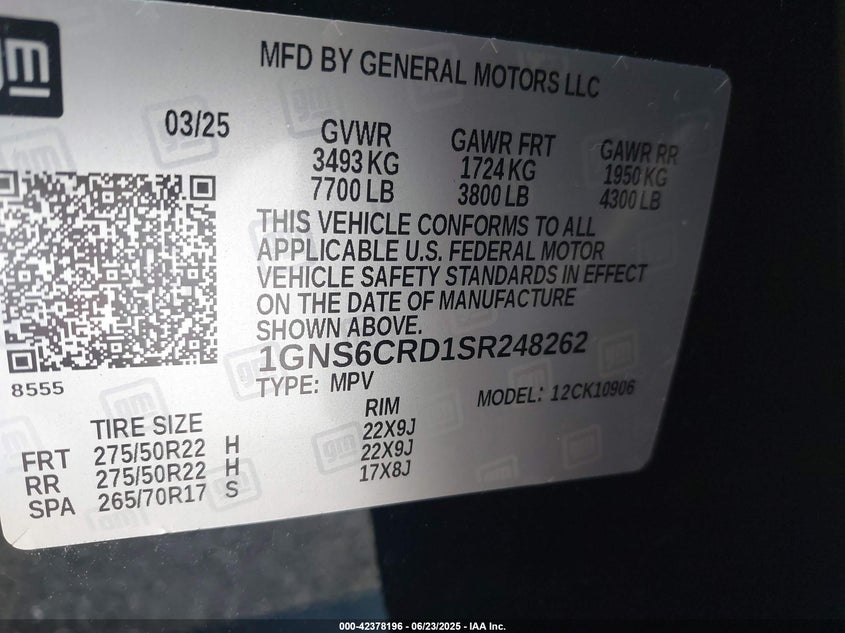 gm
MFD BY GENERAL MOTORS LLC
03/25
GVWR GAWR FRT GAWR RR
3493 KG 1724 KG 1950 KG
7700 LB 3800 LB 4300 LB
THIS VEHICLE CONFORMS TO ALL
APPLICABLE U.S. FEDERAL MOTOR
VEHICLE SAFETY STANDARDS IN EFFECT
ON THE DATE OF MANUFACTURE
SHOWN ABOVE.
1GNS6CRD1SR248262
8555
TYPE: MPV MODEL: 12CK10906
TIRE SIZE RIM
FRT 275/50R22 H 22X9J
RR 275/50R22 H 22X9J
SPA 265/70R17 S 17X8J
000-42378196 - 06/23/2025 - IAA Inc.